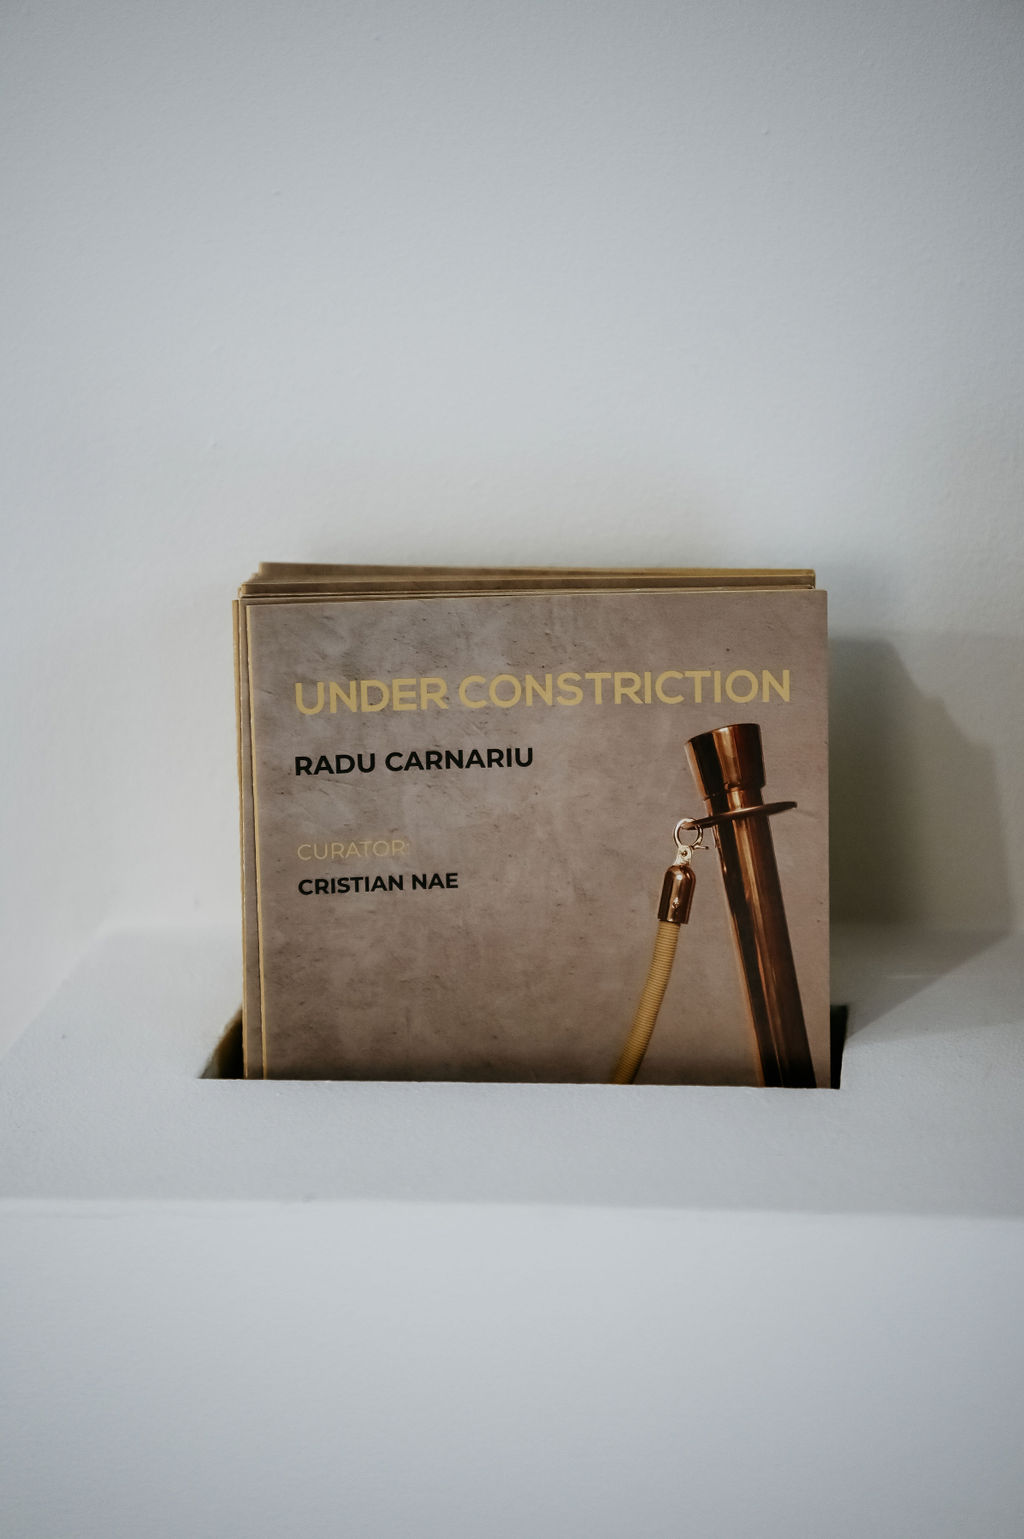 UNDER CONSTRICTION
RADU CARNARIU
CURATOR:
CRISTIAN NAE